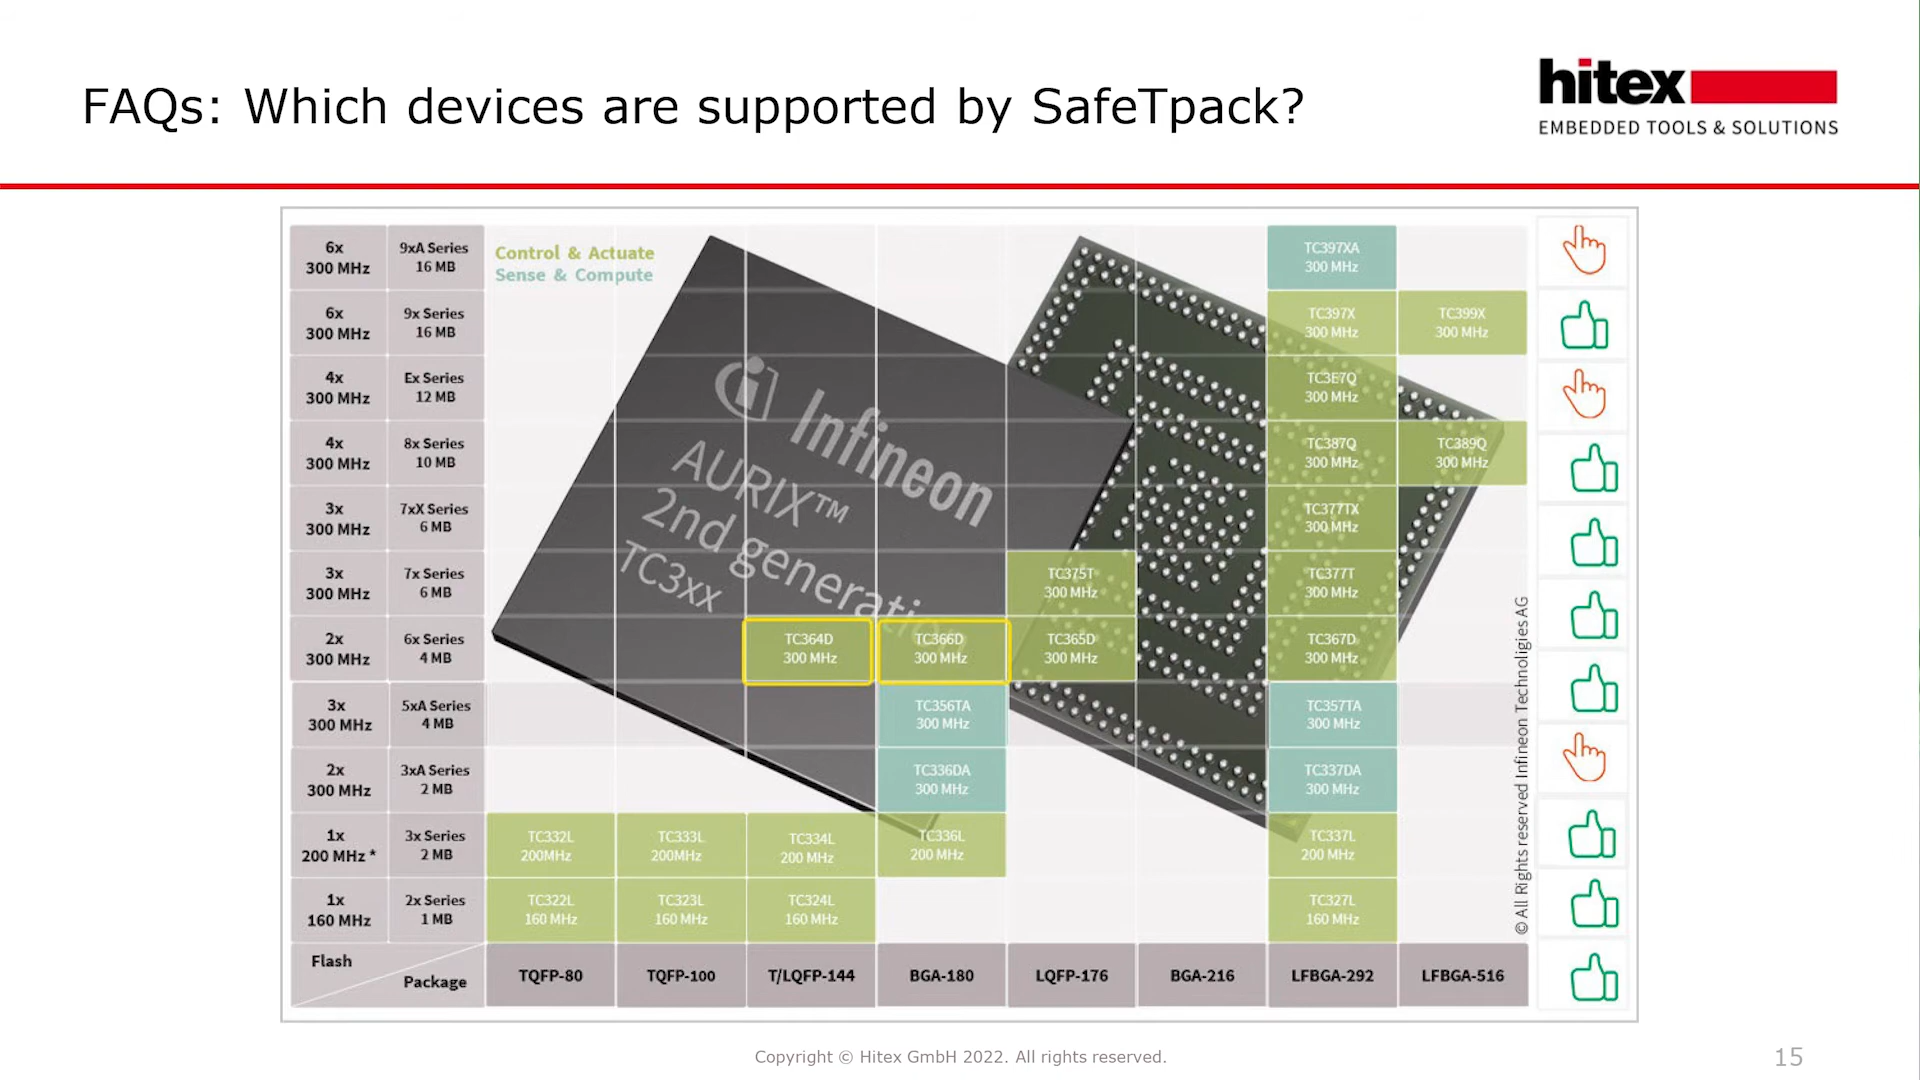 FAQs: Which devices are supported by SafeTpack?
hitex
EMBEDDED TOOLS & SOLUTIONS
6x
300 MHz
9xA Series
16 MB
Control & Actuate
Sense & Compute
TC397XA
300 MHz
6x
300 MHz
9x Series
16 MB
TC397X
300 MHz
TC399X
300 MHz
4x
300 MHz
Ex Series
12 MB
TC3E7Q
300 MHz
4x
300 MHz
8x Series
10 MB
TC387Q
300 MHz
TC389Q
300 MHz
3x
300 MHz
7xX Series
6 MB
TC377TX
300 MHz
3x
300 MHz
7x Series
6 MB
TC375T
300 MHz
TC377T
300 MHz
2x
300 MHz
6x Series
4 MB
TC364D
300 MHz
TC366D
300 MHz
TC365D
300 MHz
TC367D
300 MHz
3x
300 MHz
5xA Series
4 MB
TC356TA
300 MHz
TC357TA
300 MHz
2x
300 MHz
3xA Series
2 MB
TC336DA
300 MHz
TC337DA
300 MHz
1x
200 MHz *
3x Series
2 MB
TC332L
200MHz
TC333L
200MHz
TC334L
200 MHz
TC336L
200 MHz
TC337L
200 MHz
1x
160 MHz
2x Series
1 MB
TC322L
160 MHz
TC323L
160 MHz
TC324L
160 MHz
TC327L
160 MHz
Flash
Package
TQFP-80
TQFP-100
T/LQFP-144
BGA-180
LQFP-176
BGA-216
LFBGA-292
LFBGA-516
Infineon
AURIX™
2nd generation
TC3xx
© All Rights reserved Infineon Technoligies AG
Copyright © Hitex GmbH 2022. All rights reserved.
15